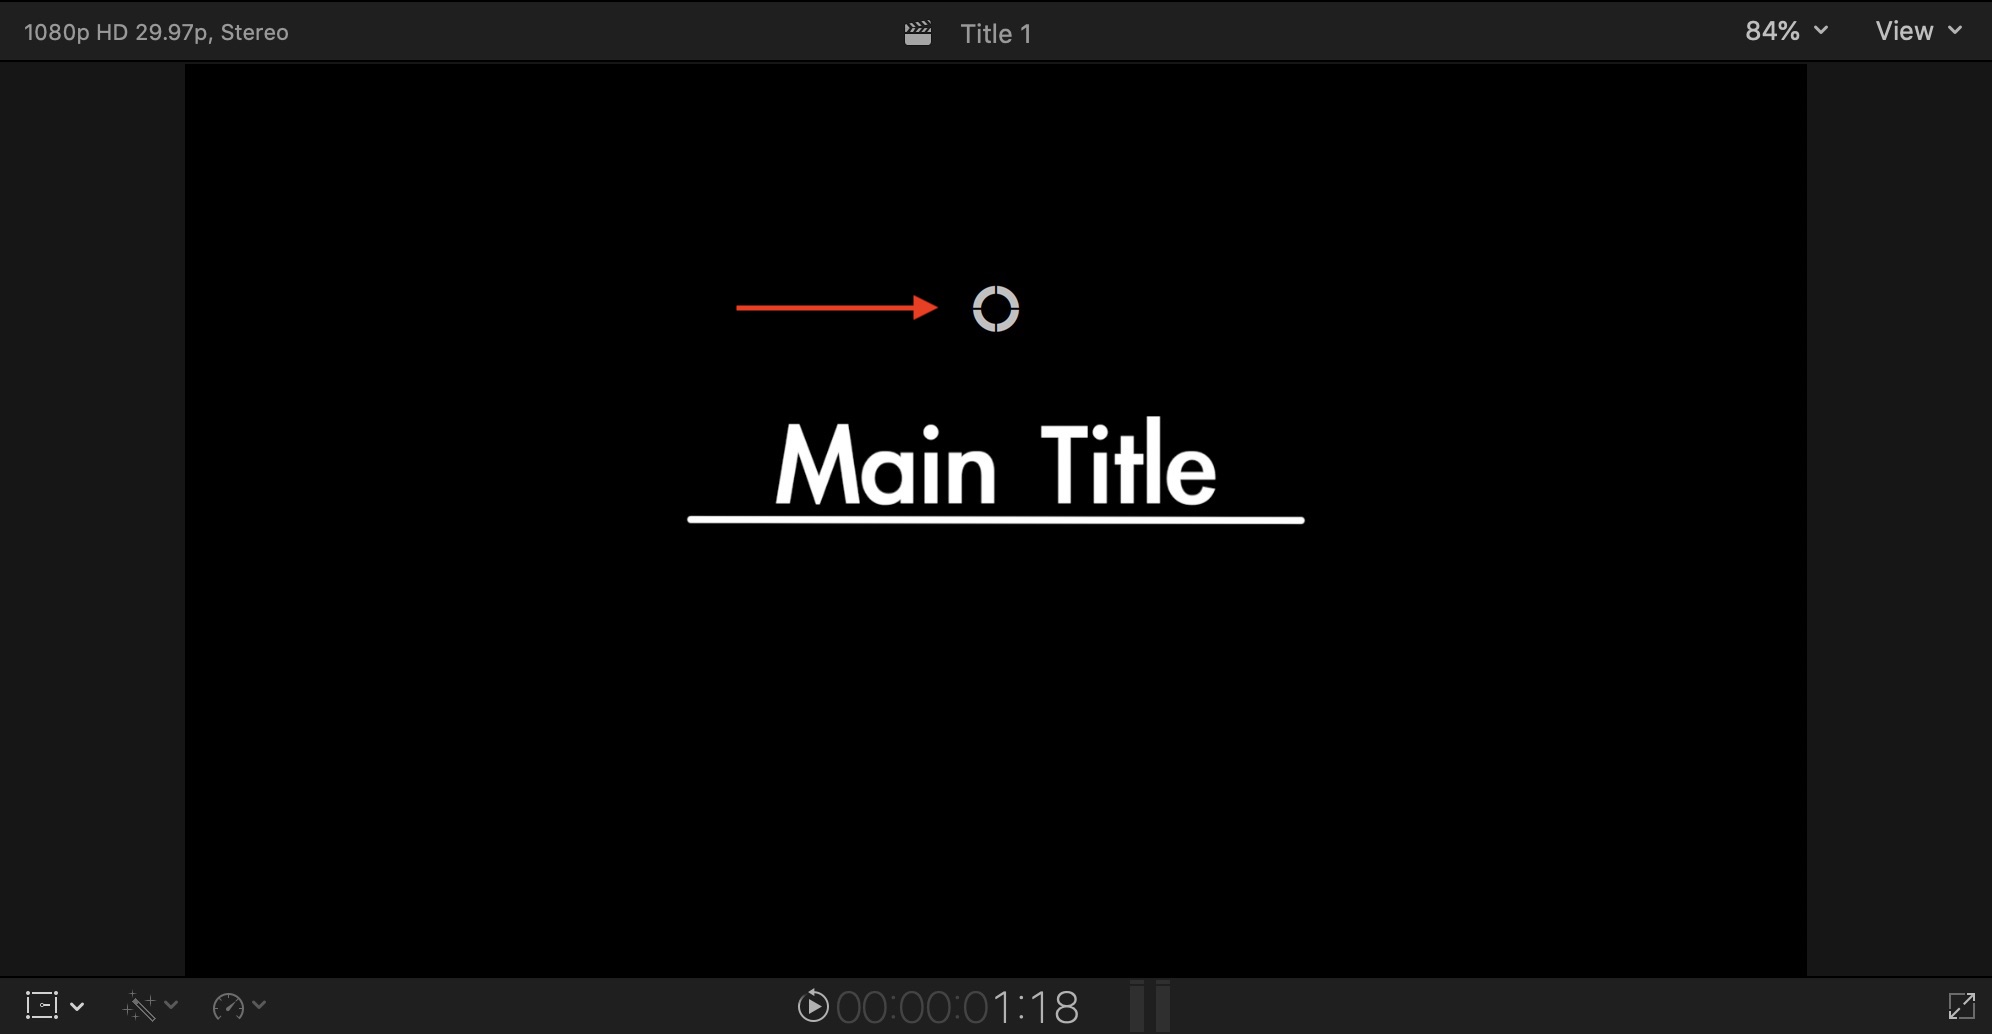 1080p HD 29.97p, Stereo
Title 1
84%
View
Main Title
00:00:01:18